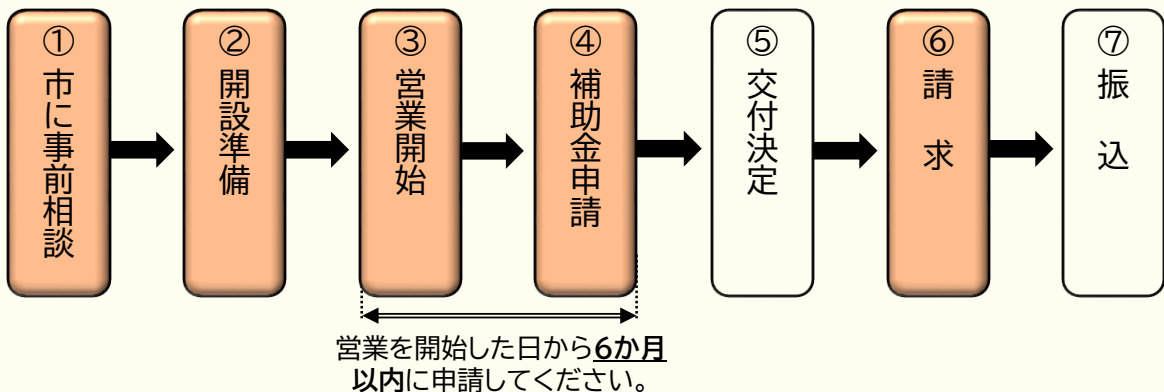 ①市に事前相談
②開設準備
③営業開始
④補助金申請
⑤交付決定
⑥請求
⑦振込
営業を開始した日から6か月
以内に申請してください。